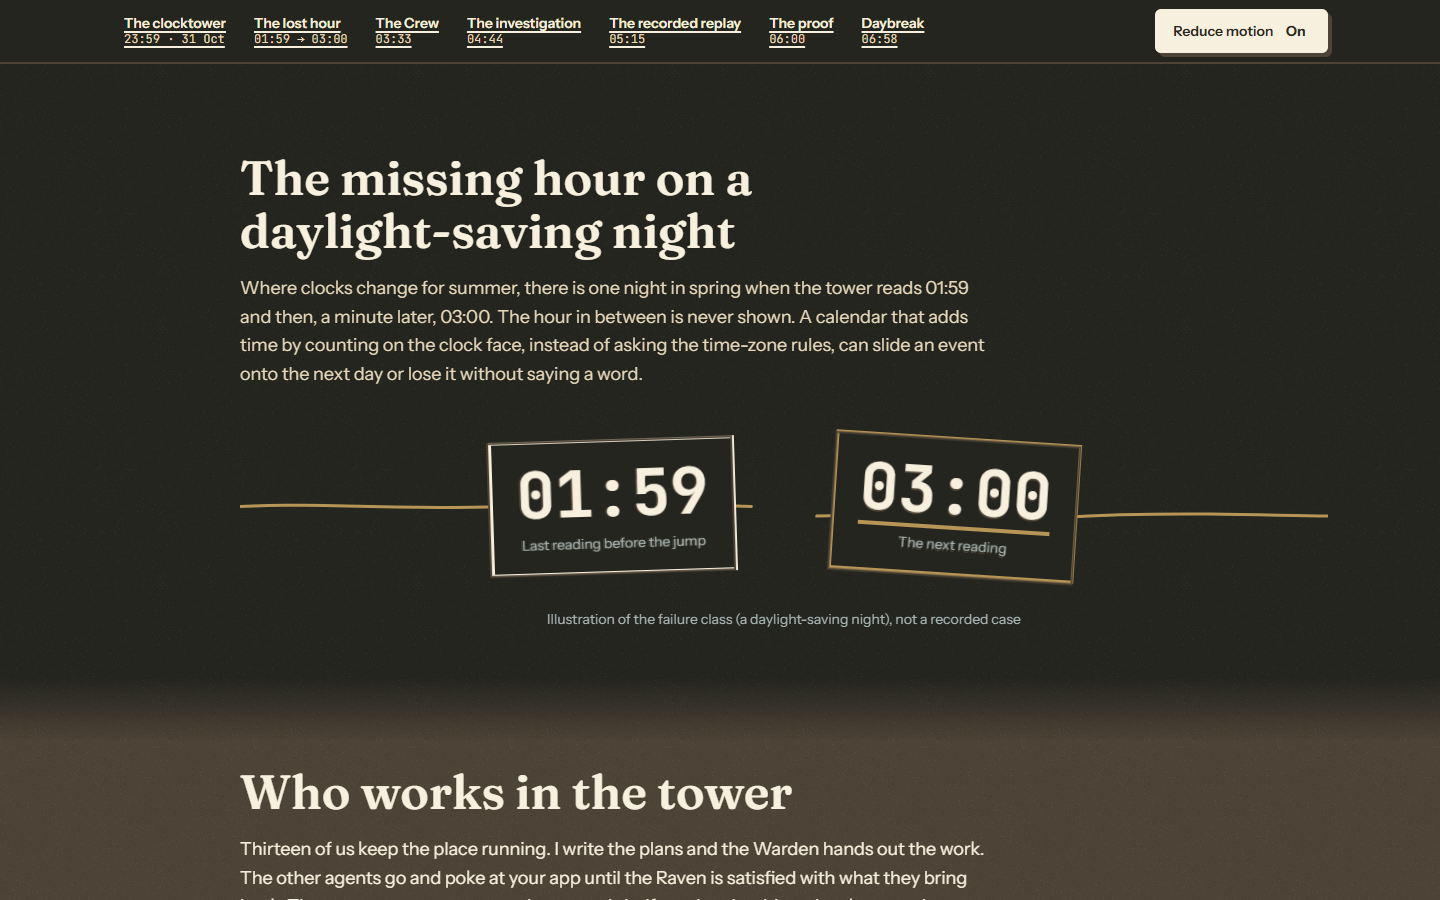 The clocktower
23:59 · 31 Oct
The lost hour
01:59 → 03:00
The Crew
03:33
The investigation
04:44
The recorded replay
05:15
The proof
06:00
Daybreak
06:58
Reduce motion On
The missing hour on a
daylight-saving night
Where clocks change for summer, there is one night in spring when the tower reads 01:59
and then, a minute later, 03:00. The hour in between is never shown. A calendar that adds
time by counting on the clock face, instead of asking the time-zone rules, can slide an event
onto the next day or lose it without saying a word.
01:59
Last reading before the jump
03:00
The next reading
Illustration of the failure class (a daylight-saving night), not a recorded case
Who works in the tower
Thirteen of us keep the place running. I write the plans and the Warden hands out the work.
The other agents go and poke at your app until the Raven is satisfied with what they bring